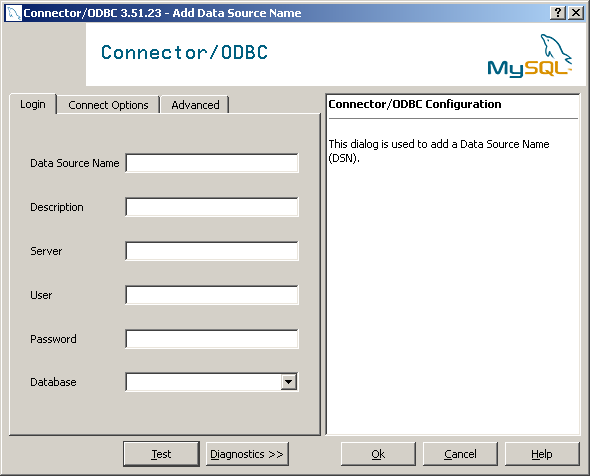 Connector/ODBC 3.51.23 - Add Data Source Name
Connector/ODBC
MySQL
Login
Connect Options
Advanced
Data Source Name
Description
Server
User
Password
Database
Connector/ODBC Configuration
This dialog is used to add a Data Source Name
(DSN).
Test
Diagnostics >>
Ok
Cancel
Help